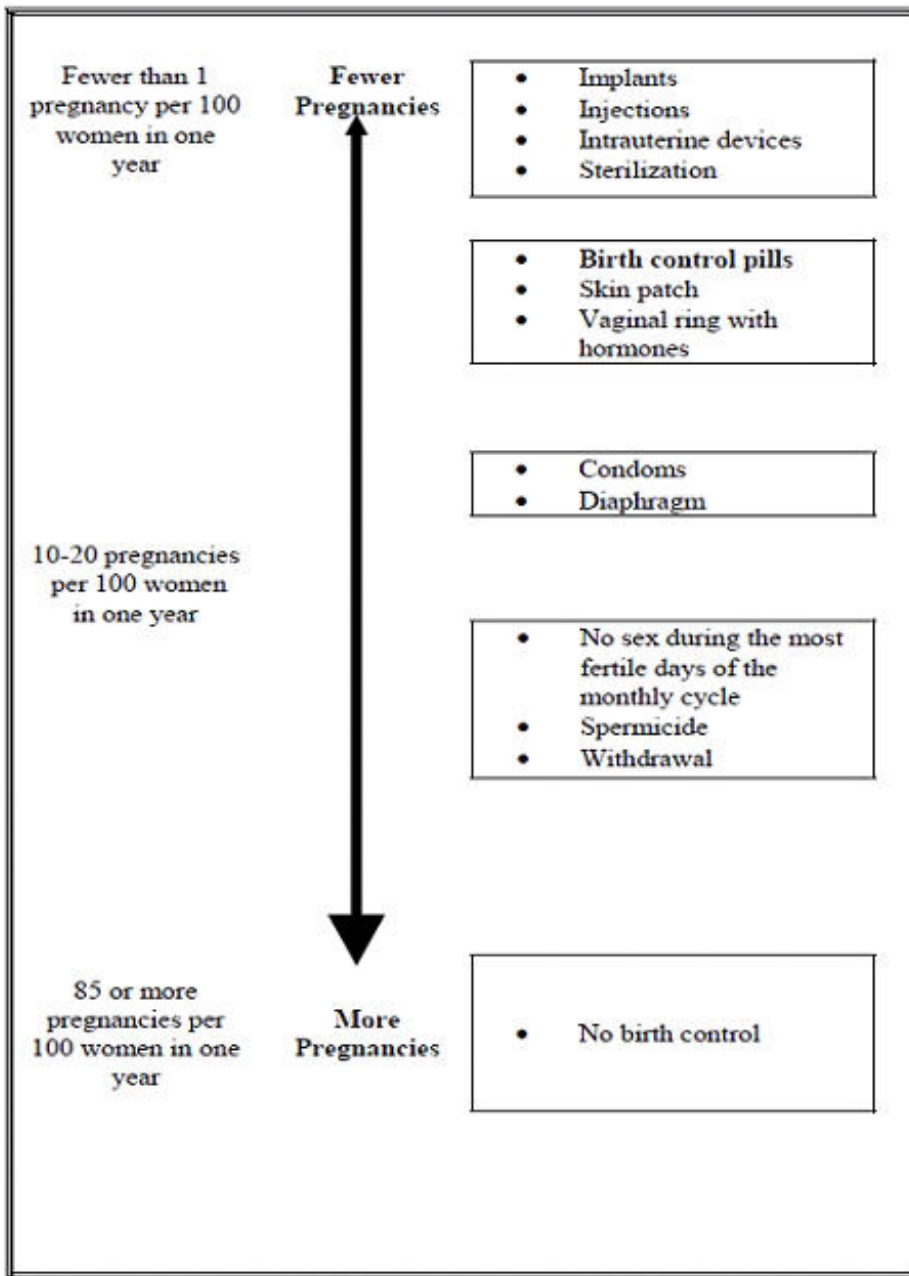 Fewer than 1
pregnancy per 100
women in one
year
Fewer
Pregnancies
• Implants
• Injections
• Intrauterine devices
• Sterilization
• Birth control pills
• Skin patch
• Vaginal ring with
hormones
• Condoms
• Diaphragm
10-20 pregnancies
per 100 women
in one year
• No sex during the most
fertile days of the
monthly cycle
• Spermicide
• Withdrawal
85 or more
pregnancies per
100 women in one
year
More
Pregnancies
• No birth control